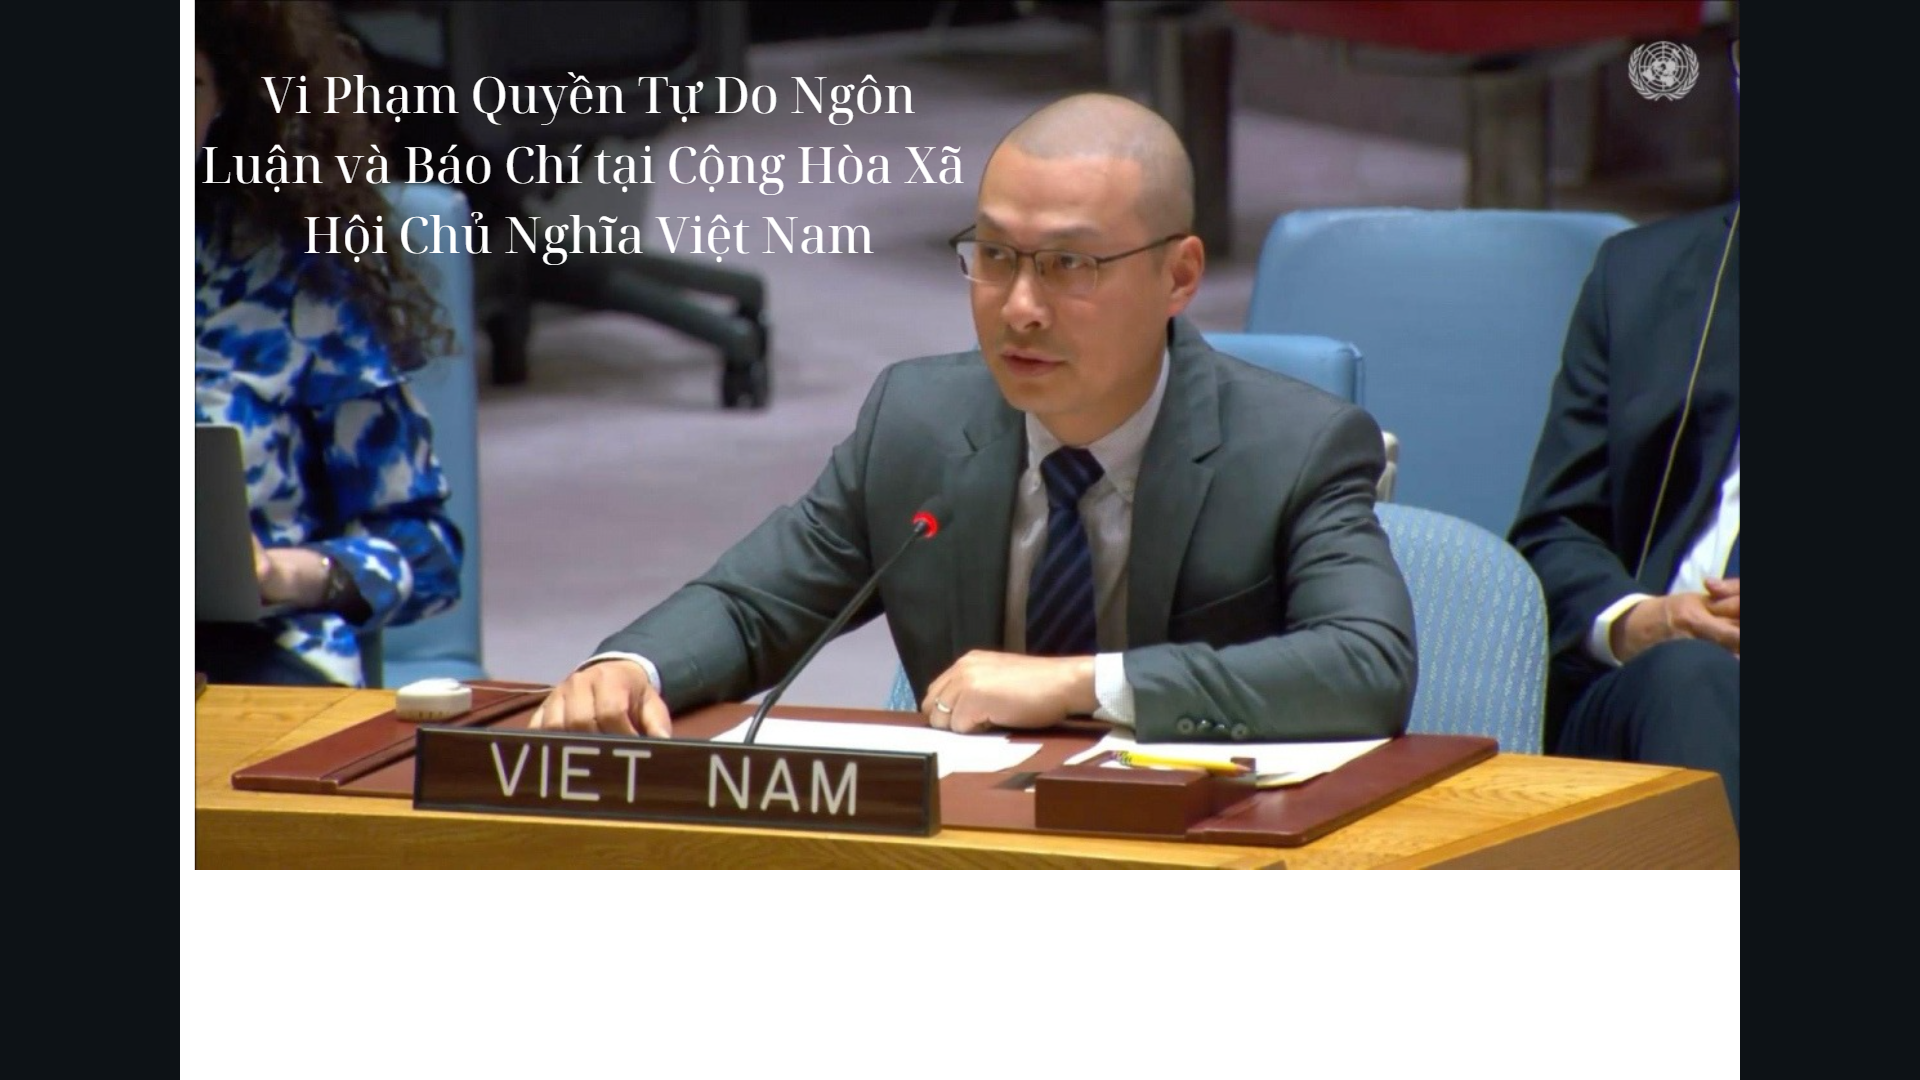 Vi Phạm Quyền Tự Do Ngôn
Luận và Báo Chí tại Cộng Hòa Xã
Hội Chủ Nghĩa Việt Nam
VIET NAM